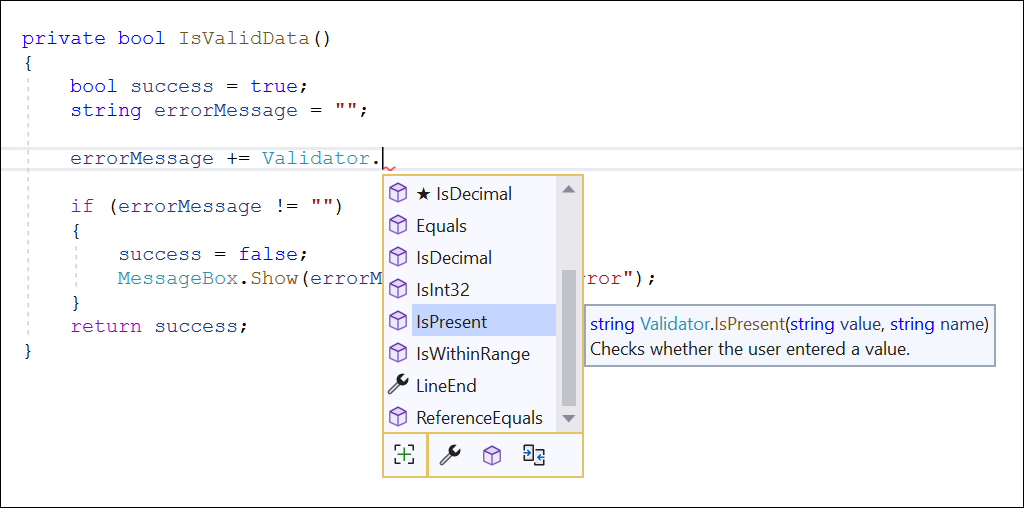 private bool IsValidData()
{
bool success = true;
string errorMessage = "";
errorMessage += Validator.
if (errorMessage != "")
{
success = false;
MessageBox.Show(errorM ror");
}
return success;
}
★ IsDecimal
Equals
IsDecimal
IsInt32
IsPresent
IsWithinRange
LineEnd
ReferenceEquals
string Validator.IsPresent(string value, string name)
Checks whether the user entered a value.